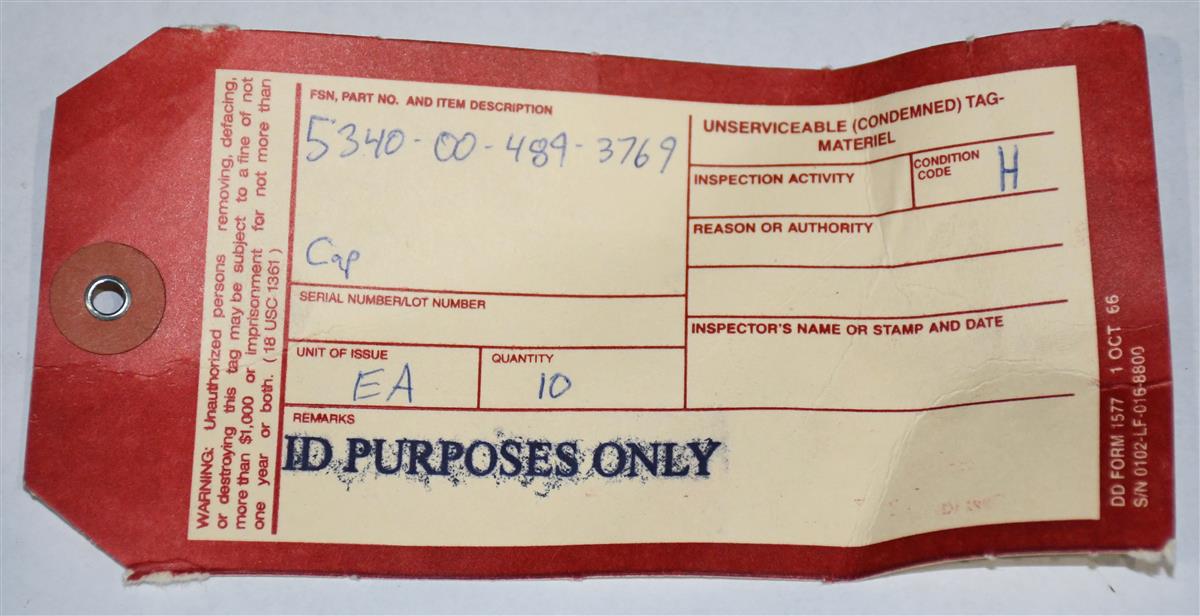 WARNING: Unauthorized persons removing, defacing,
or destroying this tag may be subject to a fine of not
more than $1,000 or imprisonment for not more than
one year or both. (18 USC 1361)
FSN, PART NO. AND ITEM DESCRIPTION
5340-00-489-3769
Cap
SERIAL NUMBER/LOT NUMBER
UNIT OF ISSUE
EA
QUANTITY
10
REMARKS
ID PURPOSES ONLY
UNSERVICEABLE (CONDEMNED) TAG-
MATERIEL
INSPECTION ACTIVITY
CONDITION
CODE
H
REASON OR AUTHORITY
INSPECTOR'S NAME OR STAMP AND DATE
DD FORM 1577 1 OCT 66
S/N 0102-LF-016-8800